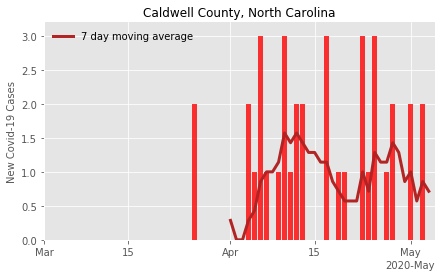 Caldwell County, North Carolina
7 day moving average
New Covid-19 Cases
3.0
2.5
2.0
1.5
1.0
0.5
0.0
Mar 15 Apr 15 May
2020-May